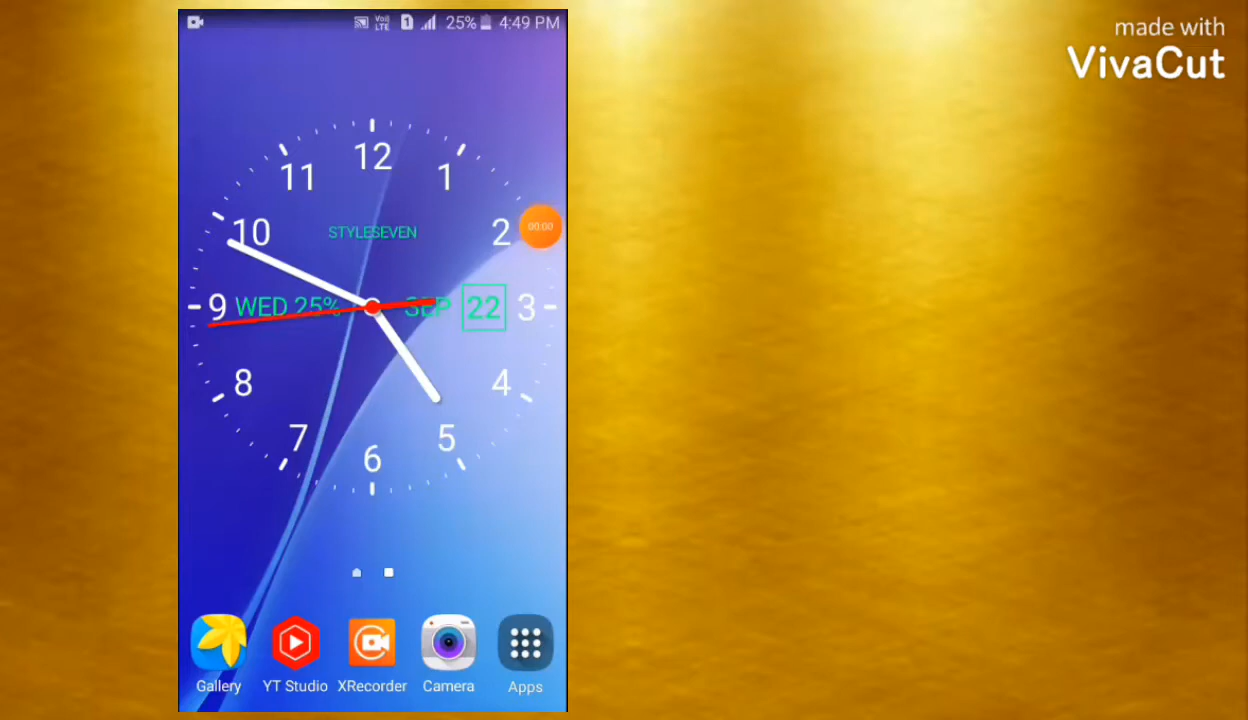 Voil LTE 1 25% 4:49 PM
made with
VivaCut
12
11
1
10
STYLESEVEN
2
00:00
9 WED 25% SEP 22 3
8
4
7
5
6
Gallery
YT Studio
XRecorder
Camera
Apps